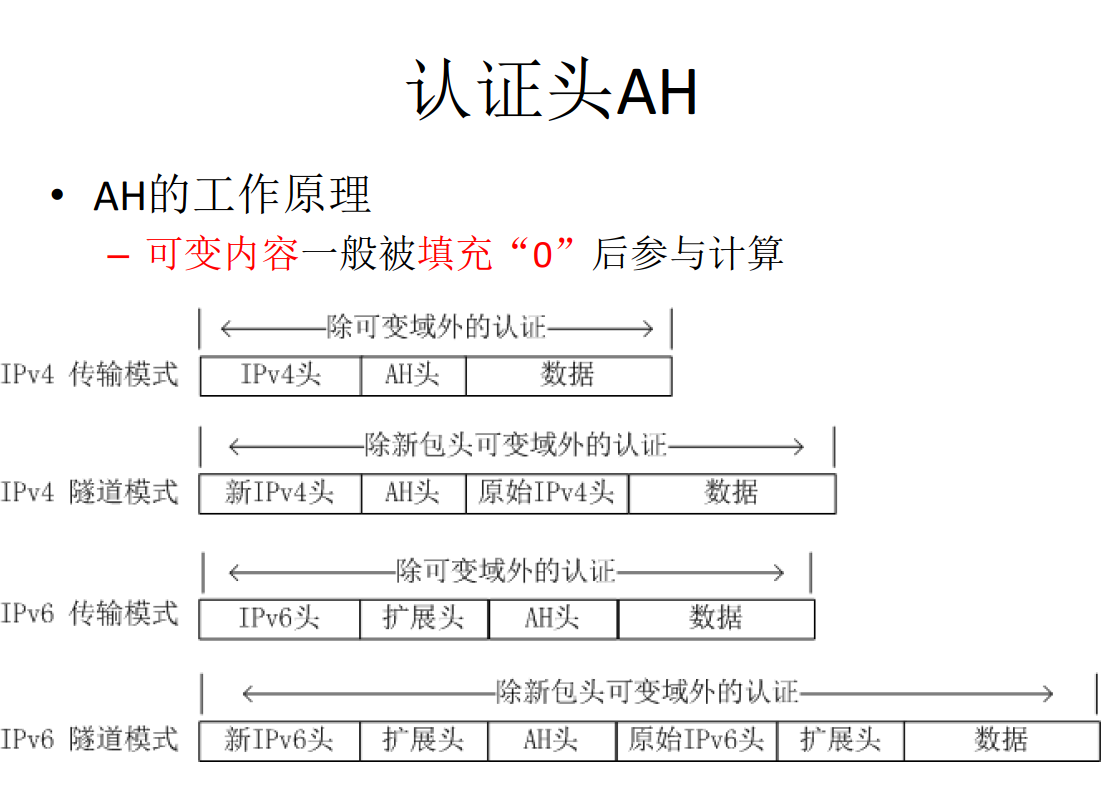 认证头AH
• AH的工作原理
– 可变内容一般被填充“0”后参与计算
除可变域外的认证
IPv4 传输模式 IPv4头 AH头 数据
除新包头可变域外的认证
IPv4 隧道模式 新IPv4头 AH头 原始IPv4头 数据
除可变域外的认证
IPv6 传输模式 IPv6头 扩展头 AH头 数据
除新包头可变域外的认证
IPv6 隧道模式 新IPv6头 扩展头 AH头 原始IPv6头 扩展头 数据